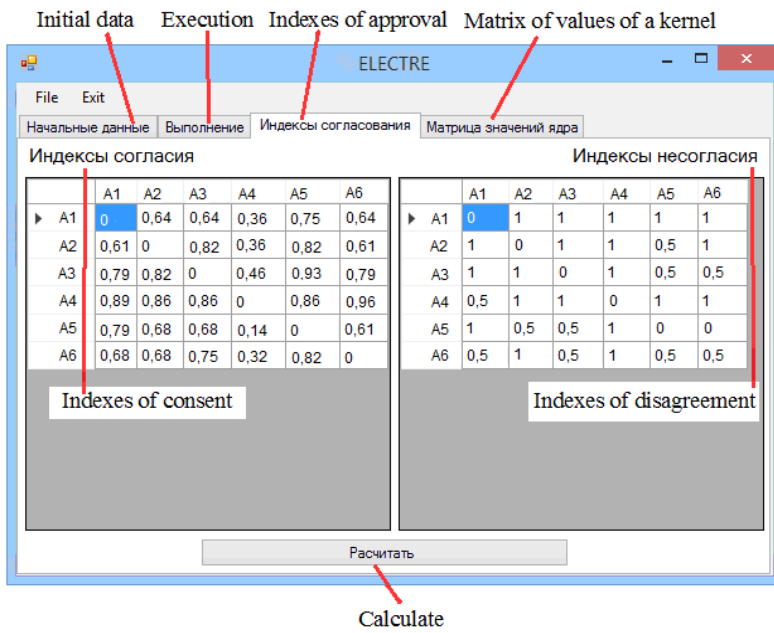 Initial data Execution Indexes of approval Matrix of values of a kernel
ELECTRE
File Exit
Начальные данные Выполнение Индексы согласования Матрица значений ядра
Индексы согласия Индексы несогласия
A1 A2 A3 A4 A5 A6 A1 A2 A3 A4 A5 A6
A1 0 0,64 0,64 0,36 0,75 0,64 A1 0 1 1 1 1 1
A2 0,61 0 0,82 0,36 0,82 0,61 A2 1 0 1 1 0,5 1
A3 0,79 0,82 0 0,46 0,93 0,79 A3 1 1 0 1 0,5 0,5
A4 0,89 0,86 0,86 0 0,86 0,96 A4 0,5 1 1 0 1 1
A5 0,79 0,68 0,68 0,14 0 0,61 A5 1 0,5 0,5 1 0 0
A6 0,68 0,68 0,75 0,32 0,82 0 A6 0,5 1 0,5 1 0,5 0,5
Indexes of consent Indexes of disagreement
Расчитать
Calculate